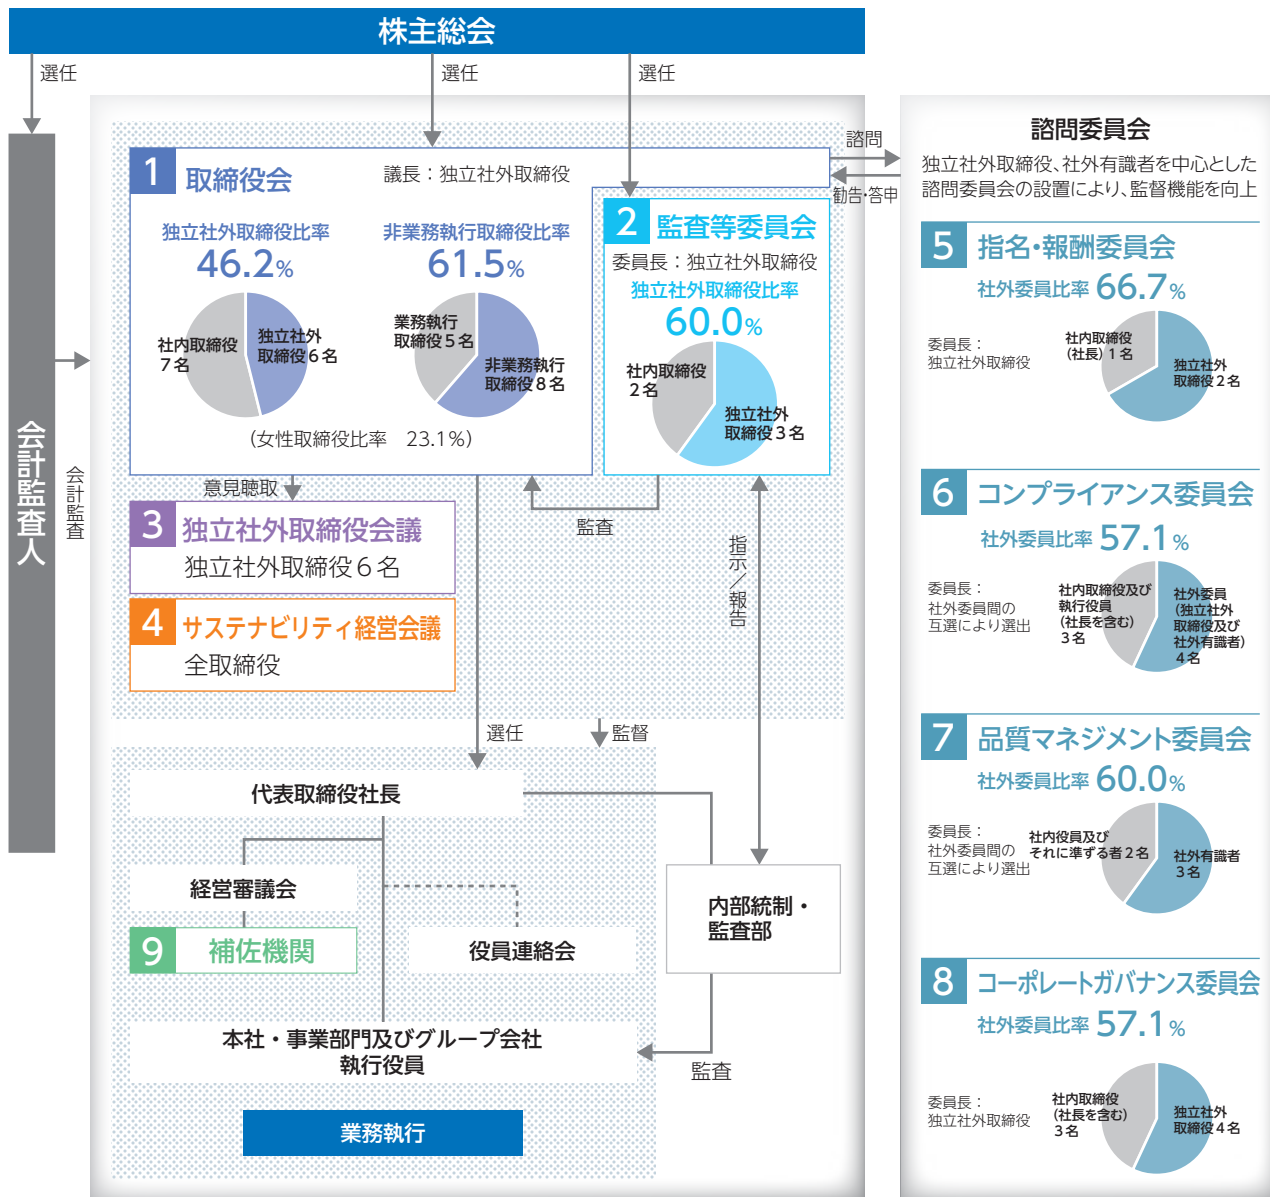 株主総会
選任
選任
選任
会計監査人
会計監査
1 取締役会
議長：独立社外取締役
独立社外取締役比率
46.2%
社内取締役
7名
独立社外
取締役6名
非業務執行取締役比率
61.5%
業務執行
取締役5名
非業務執行
取締役8名
（女性取締役比率　23.1%）
2 監査等委員会
委員長：独立社外取締役
独立社外取締役比率
60.0%
社内取締役
2名
独立社外
取締役3名
諮問
勧告・答申
意見聴取
監査
指示／報告
3 独立社外取締役会議
独立社外取締役6名
4 サステナビリティ経営会議
全取締役
選任
監督
代表取締役社長
経営審議会
9 補佐機関
役員連絡会
内部統制・
監査部
本社・事業部門及びグループ会社
執行役員
監査
業務執行
諮問委員会
独立社外取締役、社外有識者を中心とした
諮問委員会の設置により、監督機能を向上
5 指名・報酬委員会
社外委員比率 66.7%
委員長：
独立社外取締役
社内取締役
（社長）1名
独立社外
取締役2名
6 コンプライアンス委員会
社外委員比率 57.1%
委員長：
社外委員間の
互選により選出
社内取締役及び
執行役員
（社長を含む）
3名
社外委員
（独立社外
取締役及び
社外有識者）
4名
7 品質マネジメント委員会
社外委員比率 60.0%
委員長：
社外委員間の
互選により選出
社内役員及び
それに準ずる者2名
社外有識者
3名
8 コーポレートガバナンス委員会
社外委員比率 57.1%
委員長：
独立社外取締役
社内取締役
（社長を含む）
3名
独立社外
取締役4名